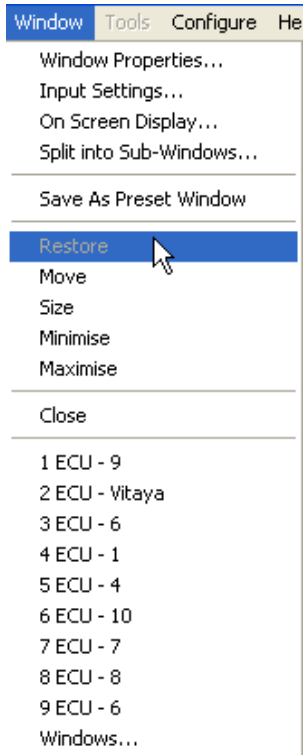 Window Tools Configure He
Window Properties...
Input Settings...
On Screen Display...
Split into Sub-Windows...
Save As Preset Window
Restore
Move
Size
Minimise
Maximise
Close
1 ECU - 9
2 ECU - Vitaya
3 ECU - 6
4 ECU - 1
5 ECU - 4
6 ECU - 10
7 ECU - 7
8 ECU - 8
9 ECU - 6
Windows...